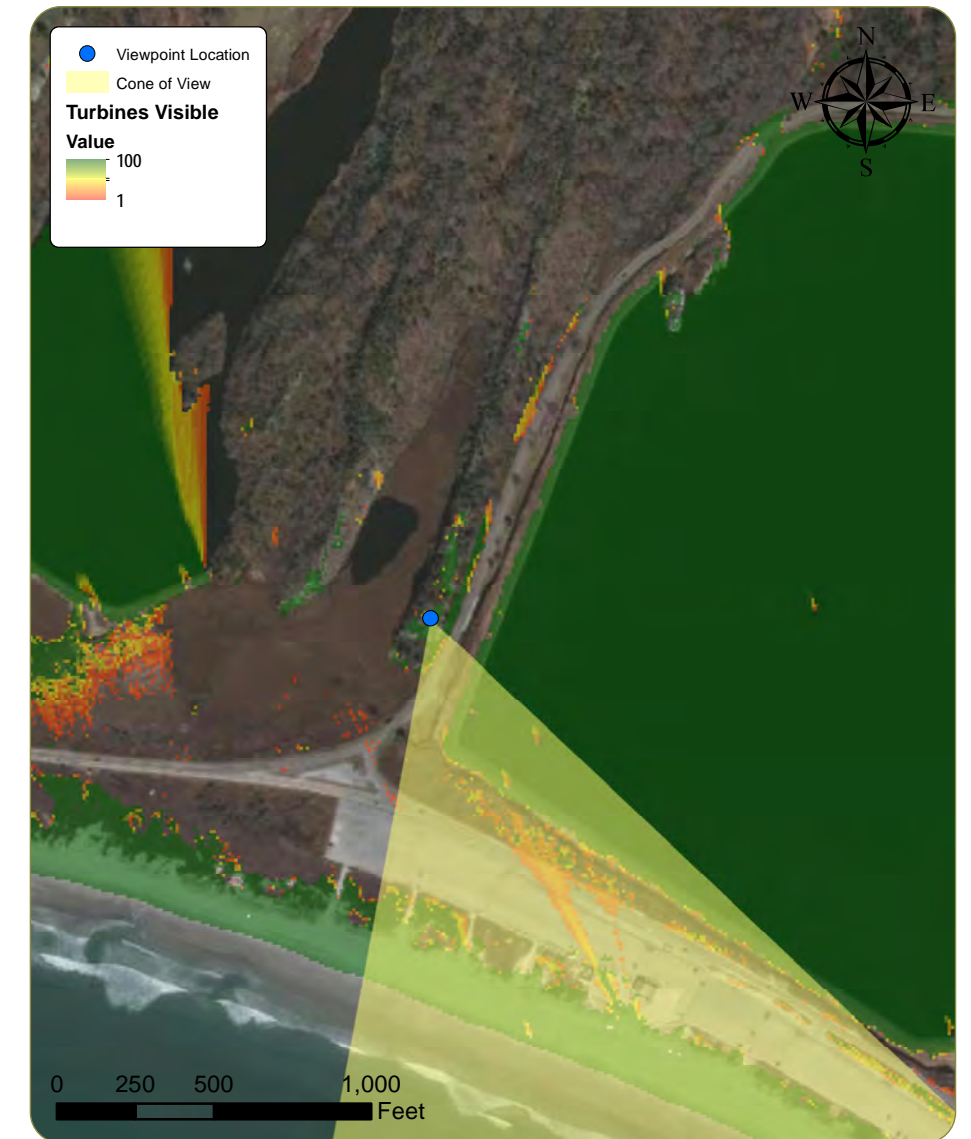 Viewpoint Location
Cone of View
Turbines Visible
Value
100
1
N
W E
S
0 250 500 1,000
Feet